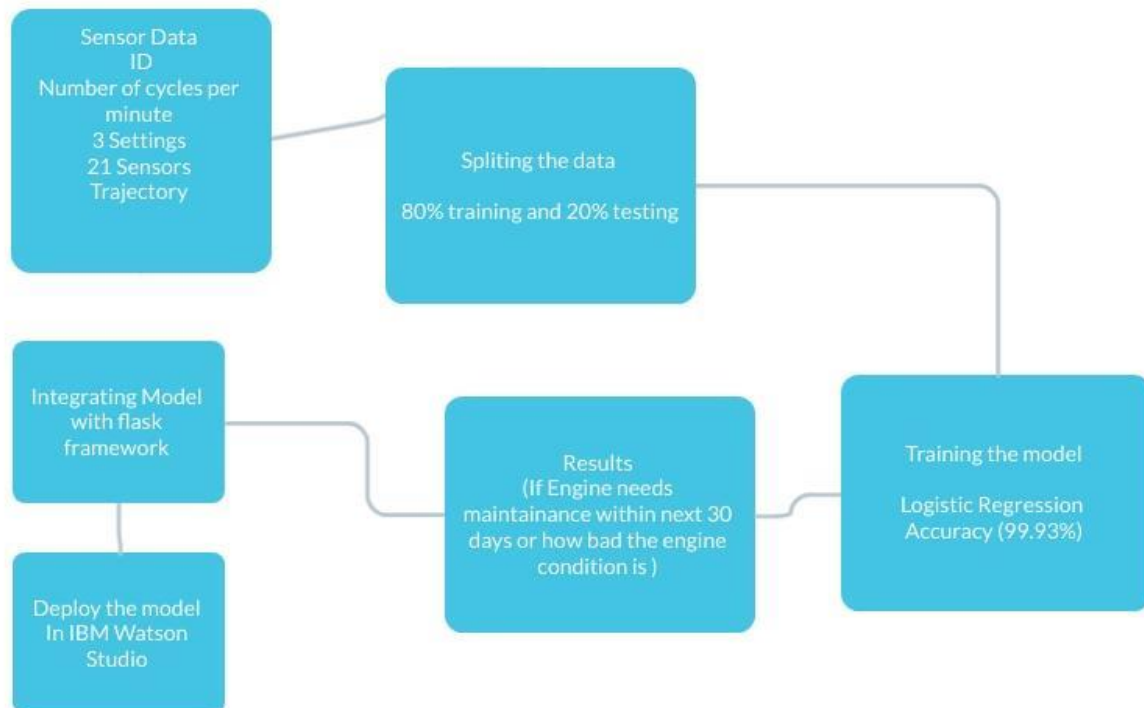 Sensor Data
ID
Number of cycles per
minute
3 Settings
21 Sensors
Trajectory
Spliting the data
80% training and 20% testing
Training the model
Logistic Regression
Accuracy (99.93%)
Results
(If Engine needs
maintainance within next 30
days or how bad the engine
condition is )
Integrating Model
with flask
framework
Deploy the model
In IBM Watson
Studio